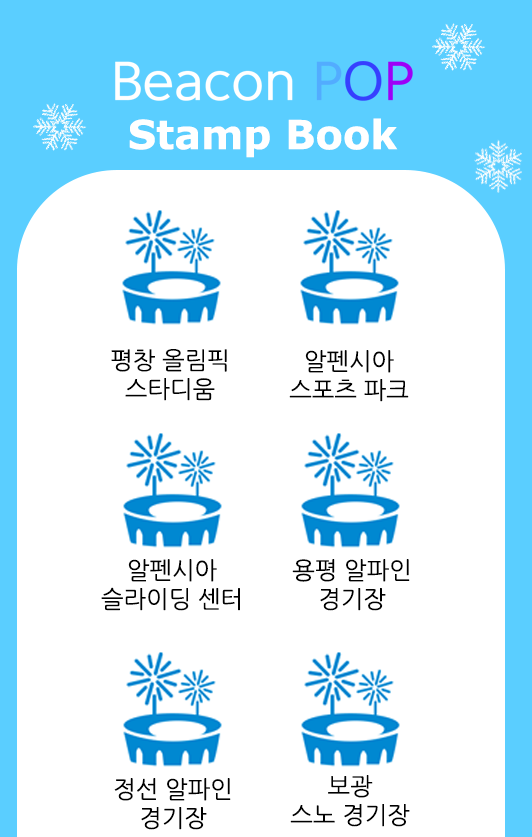 Beacon POP
Stamp Book
평창 올림픽
스타디움
알펜시아
스포츠 파크
알펜시아
슬라이딩 센터
용평 알파인
경기장
정선 알파인
경기장
보광
스노 경기장